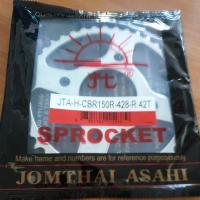 jt
JTA-H-CBR150R-428-R 42T
SPROCKET
Make name and numbers are for reference purpose only
JOMTHAI ASAHI